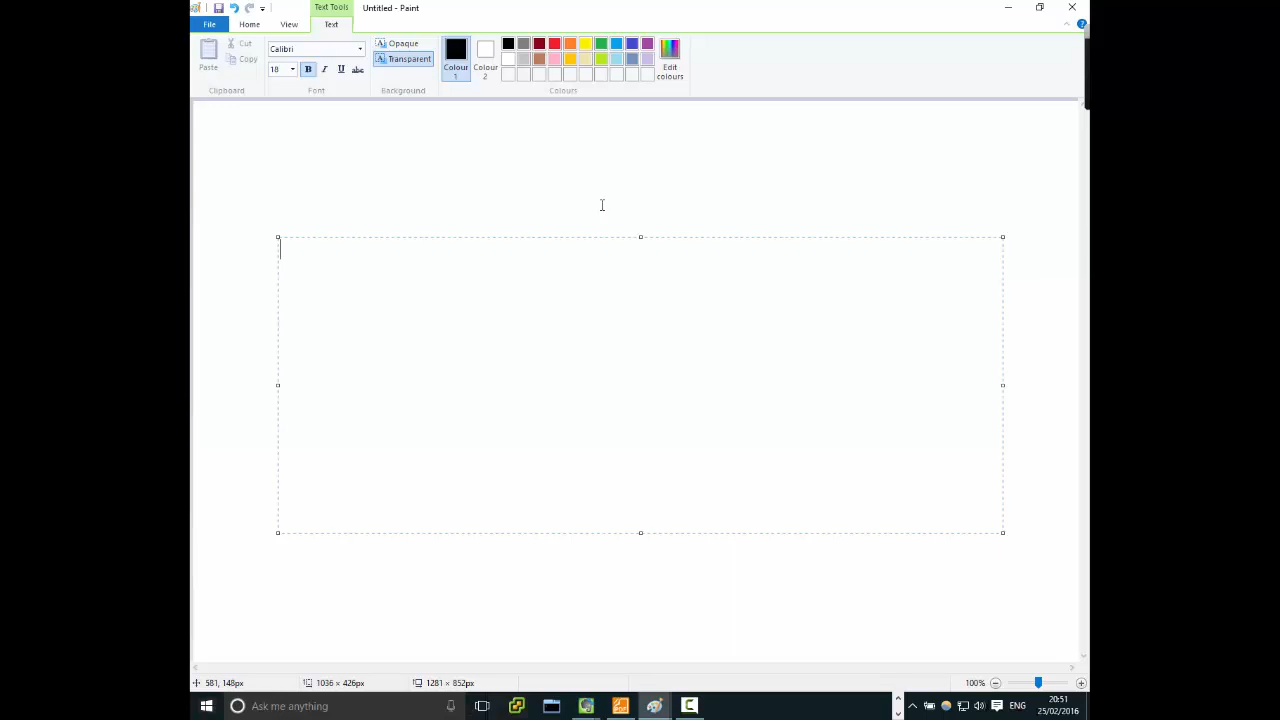 Text Tools
Untitled - Paint
File
Home
View
Text
Paste
Cut
Copy
Clipboard
Calibri
18
B
I
U
abc
Font
Opaque
Transparent
Background
Colour
1
Colour
2
Edit
colours
Colours
581, 148px
1036 × 426px
1281 × 852px
100%
Ask me anything
ENG
20:51
25/02/2016